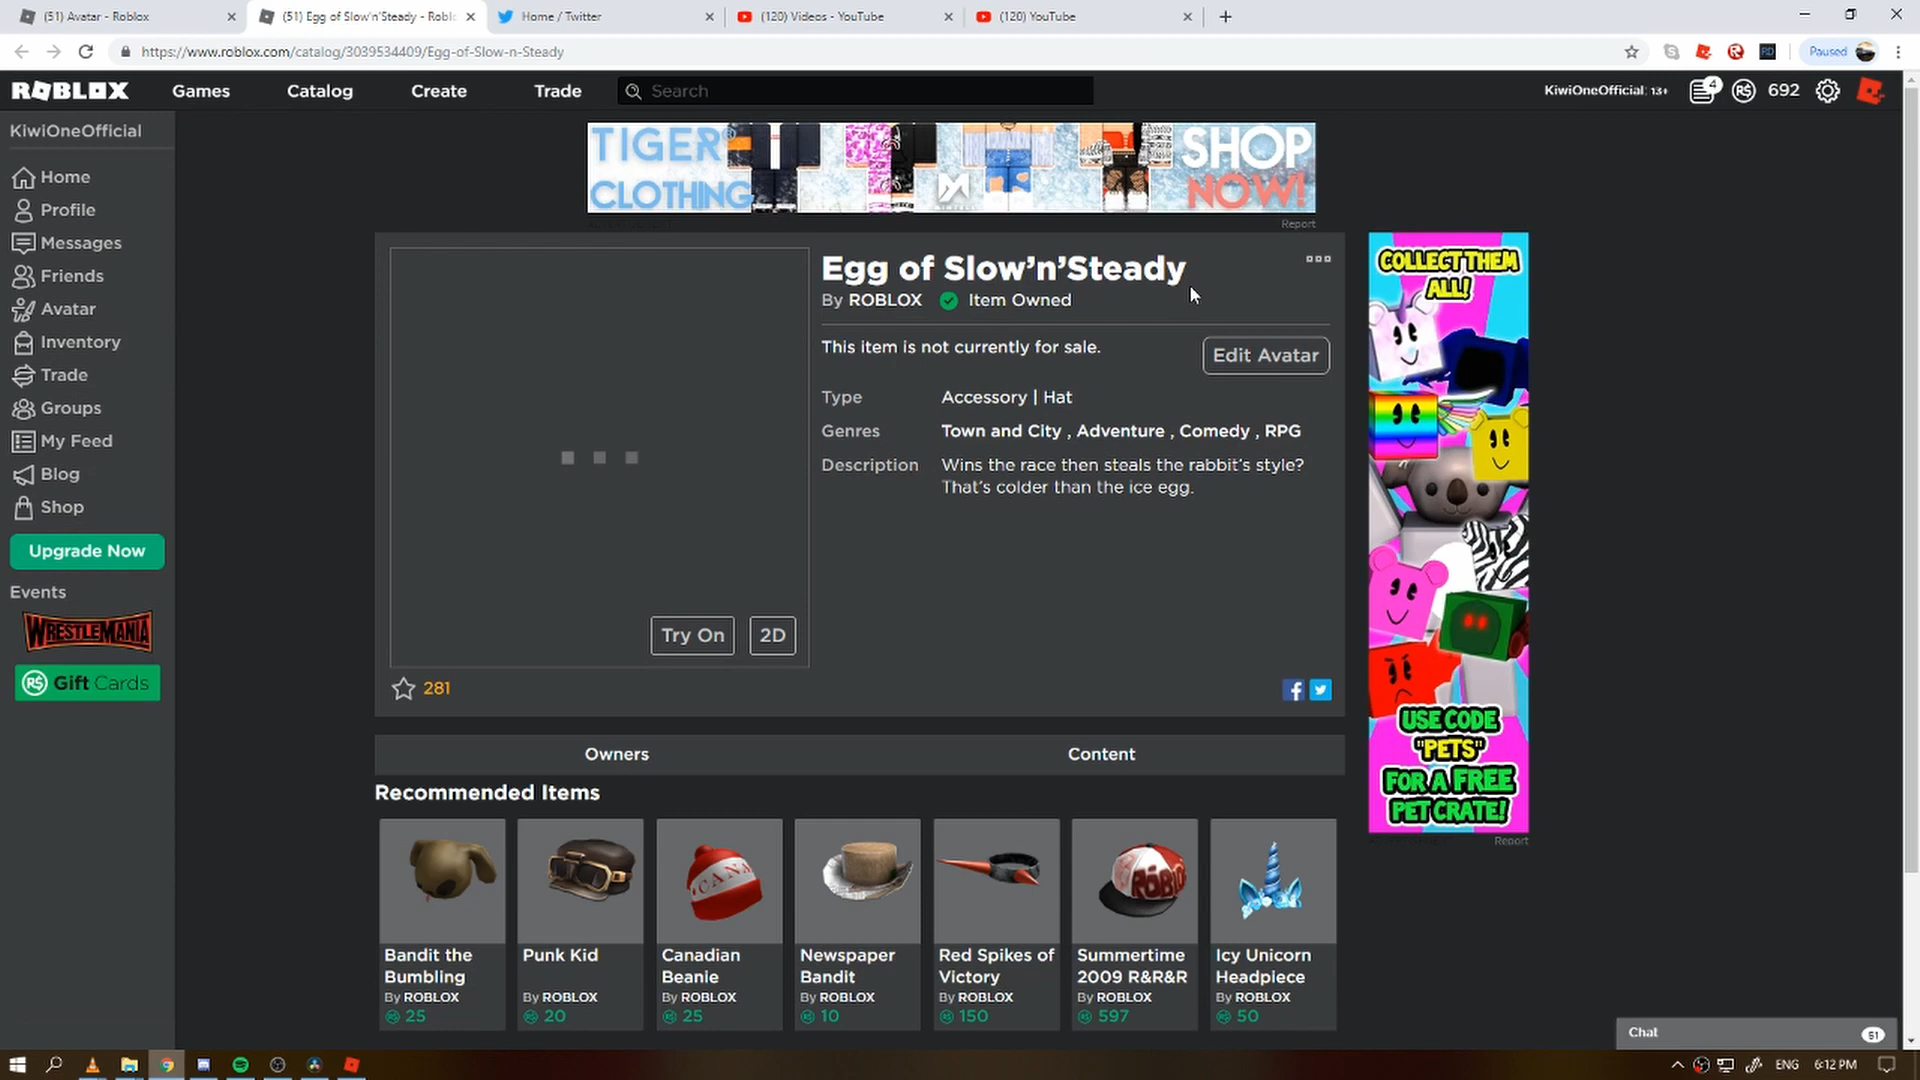 (51) Avatar - Roblox
(51) Egg of Slow'n'Steady - Robl
Home / Twitter
(120) Videos - YouTube
(120) YouTube
https://www.roblox.com/catalog/3039534409/Egg-of-Slow-n-Steady
Paused
ROBLOX
Games
Catalog
Create
Trade
Search
KiwiOneOfficial: 13+
4
692
KiwiOneOfficial
Home
Profile
Messages
Friends
Avatar
Inventory
Trade
Groups
My Feed
Blog
Shop
Upgrade Now
Events
WRESTLEMANIA
Gift Cards
TIGER
CLOTHING
SHOP
NOW!
Report
Egg of Slow'n'Steady
By ROBLOX Item Owned
This item is not currently for sale.
Edit Avatar
Type Accessory | Hat
Genres Town and City , Adventure , Comedy , RPG
Description Wins the race then steals the rabbit's style?
That's colder than the ice egg.
Try On
2D
281
COLLECT THEM
ALL!
USE CODE
"PETS"
FOR A FREE
PET CRATE!
Report
Owners
Content
Recommended Items
Bandit the
Bumbling
By ROBLOX
25
Punk Kid
By ROBLOX
20
CANA
Canadian
Beanie
By ROBLOX
25
Newspaper
Bandit
By ROBLOX
10
Red Spikes of
Victory
By ROBLOX
150
ROBLO
Summertime
2009 R&R&R
By ROBLOX
597
Icy Unicorn
Headpiece
By ROBLOX
50
Chat
51
ENG
6:12 PM